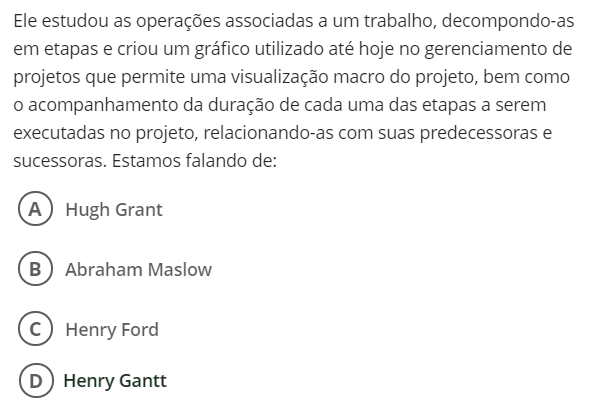 Ele estudou as operações associadas a um trabalho, decompondo-as
em etapas e criou um gráfico utilizado até hoje no gerenciamento de
projetos que permite uma visualização macro do projeto, bem como
o acompanhamento da duração de cada uma das etapas a serem
executadas no projeto, relacionando-as com suas predecessoras e
sucessoras. Estamos falando de:
A Hugh Grant
B Abraham Maslow
C Henry Ford
D Henry Gantt